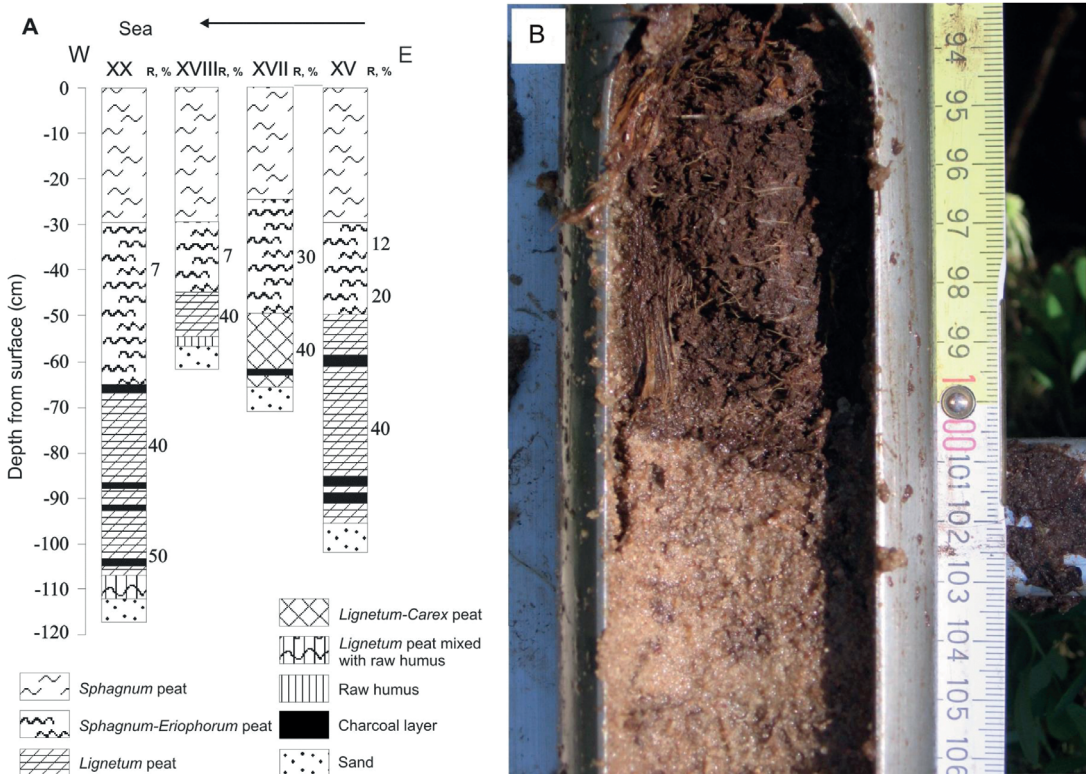 A
Sea
W
E
XX R, % XVIII R, % XVII R, % XV R, %
0
-10
-20
-30
-40
-50
-60
-70
-80
-90
-100
-110
-120
Depth from surface (cm)
7
40
50
7
40
30
40
12
20
40
Sphagnum peat
Sphagnum-Eriophorum peat
Lignetum peat
Lignetum-Carex peat
Lignetum peat mixed
with raw humus
Raw humus
Charcoal layer
Sand
B
94
95
96
97
98
99
100
101
102
103
104
105
106